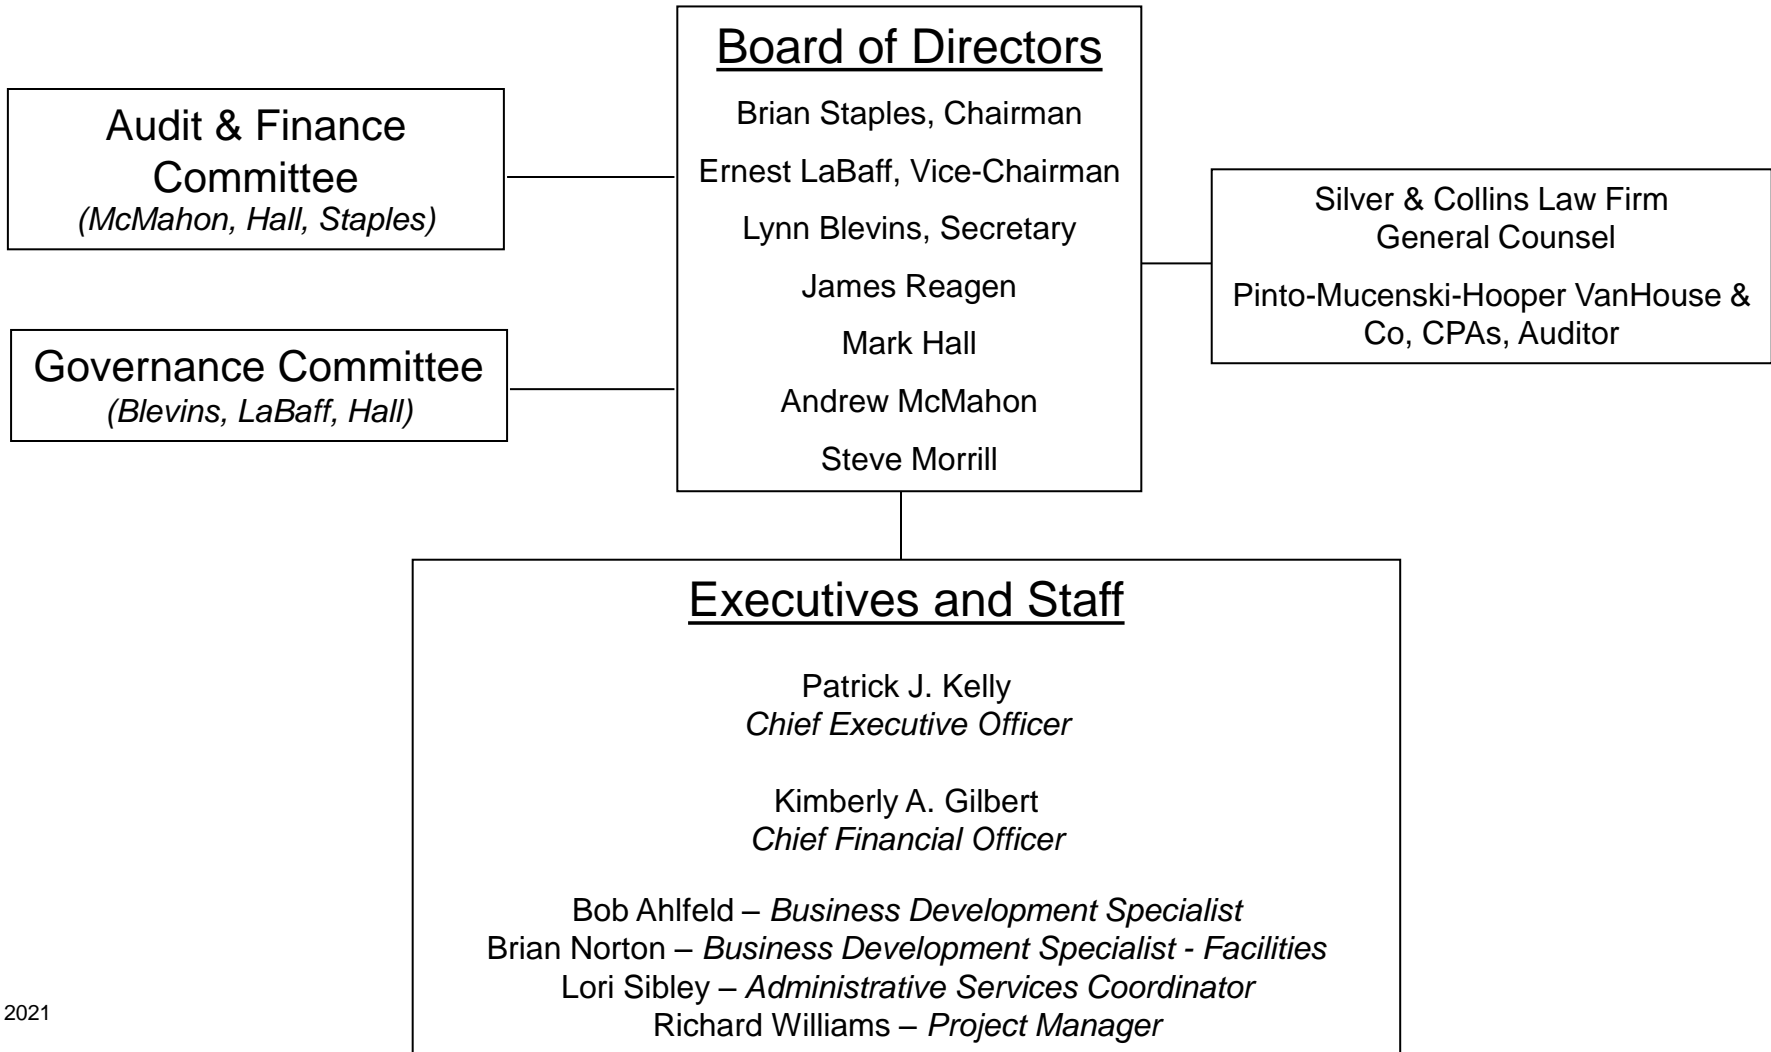 Board of Directors
Brian Staples, Chairman
Ernest LaBaff, Vice-Chairman
Lynn Blevins, Secretary
James Reagen
Mark Hall
Andrew McMahon
Steve Morrill
Audit & Finance
Committee
(McMahon, Hall, Staples)
Governance Committee
(Blevins, LaBaff, Hall)
Silver & Collins Law Firm
General Counsel
Pinto-Mucenski-Hooper VanHouse &
Co, CPAs, Auditor
Executives and Staff
Patrick J. Kelly
Chief Executive Officer
Kimberly A. Gilbert
Chief Financial Officer
Bob Ahlfeld – Business Development Specialist
Brian Norton – Business Development Specialist - Facilities
Lori Sibley – Administrative Services Coordinator
Richard Williams – Project Manager
2021